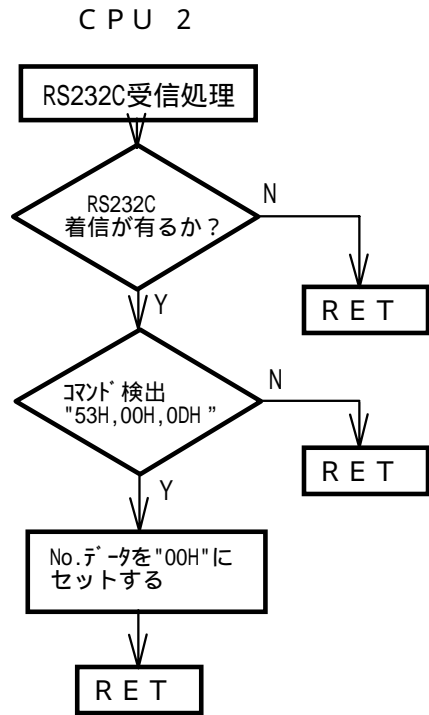 ＣＰＵ ２
RS232C受信処理
RS232C
着信が有るか？
N
Y
ＲＥＴ
ｺﾏﾝﾄﾞ検出
"53H,00H,0DH"
N
Y
ＲＥＴ
No.ﾃﾞｰﾀを"00H"に
セットする
ＲＥＴ